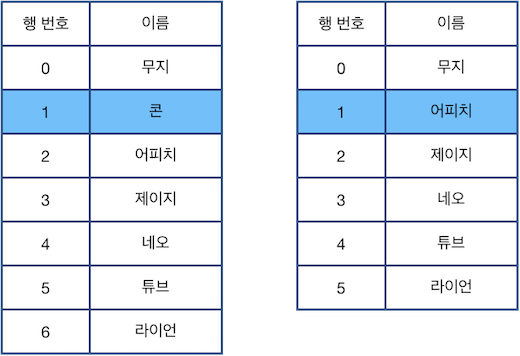 행 번호 이름
0 무지
1 콘
2 어피치
3 제이지
4 네오
5 튜브
6 라이언
행 번호 이름
0 무지
1 어피치
2 제이지
3 네오
4 튜브
5 라이언